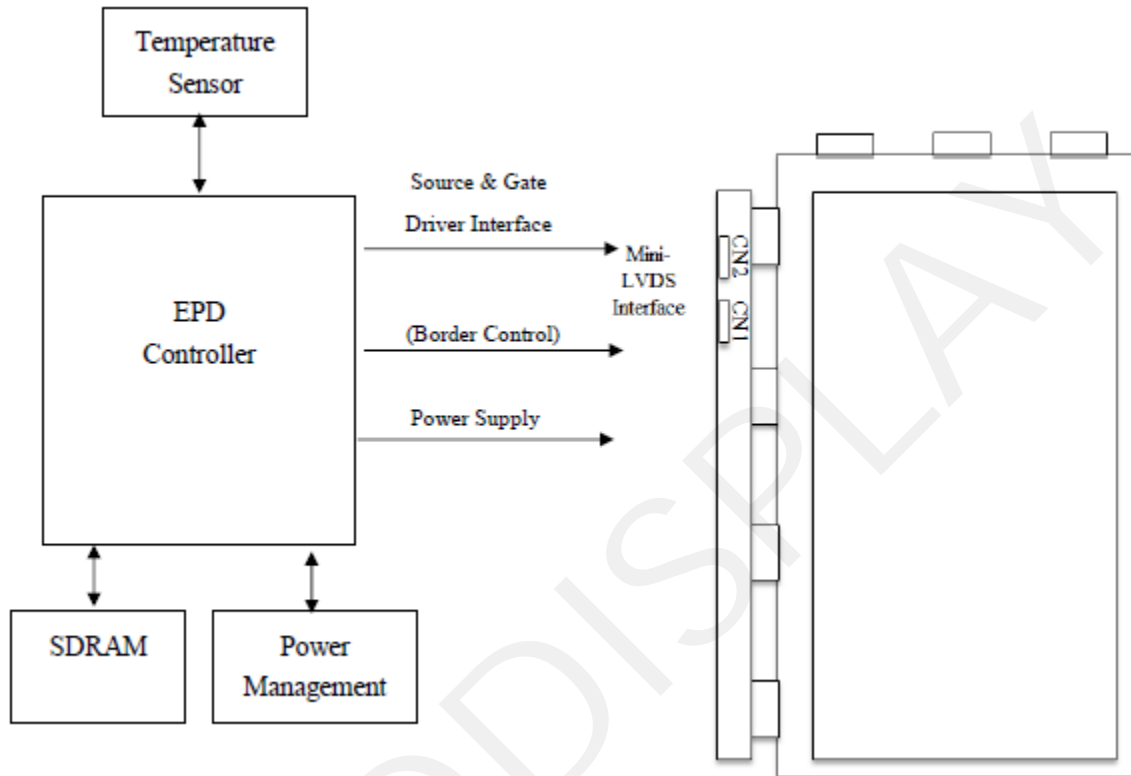 Temperature
Sensor
Source & Gate
Driver Interface
Mini-
LVDS
Interface
CN2
CN1
EPD
Controller
(Border Control)
Power Supply
SDRAM
Power
Management
DISPLAY